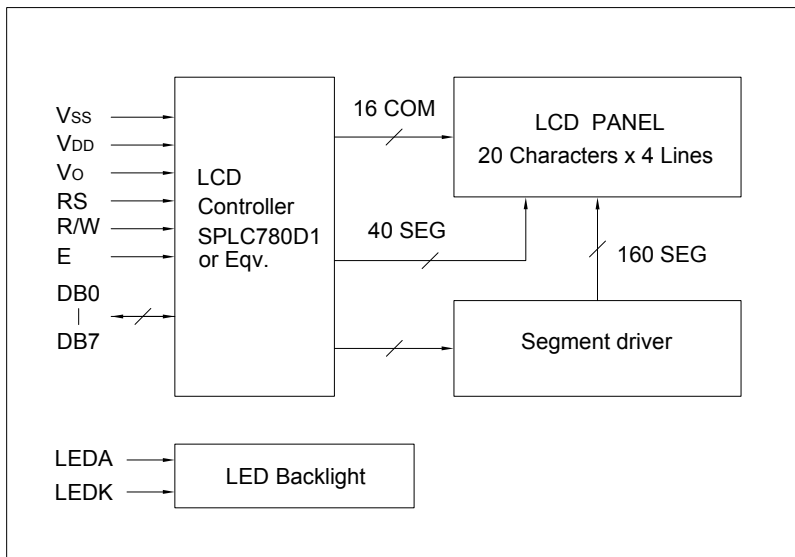 VSS
VDD
VO
RS
R/W
E
DB0
DB7
LCD
Controller
SPLC780D1
or Eqv.
16 COM
40 SEG
LCD PANEL
20 Characters x 4 Lines
160 SEG
Segment driver
LEDA
LEDK
LED Backlight